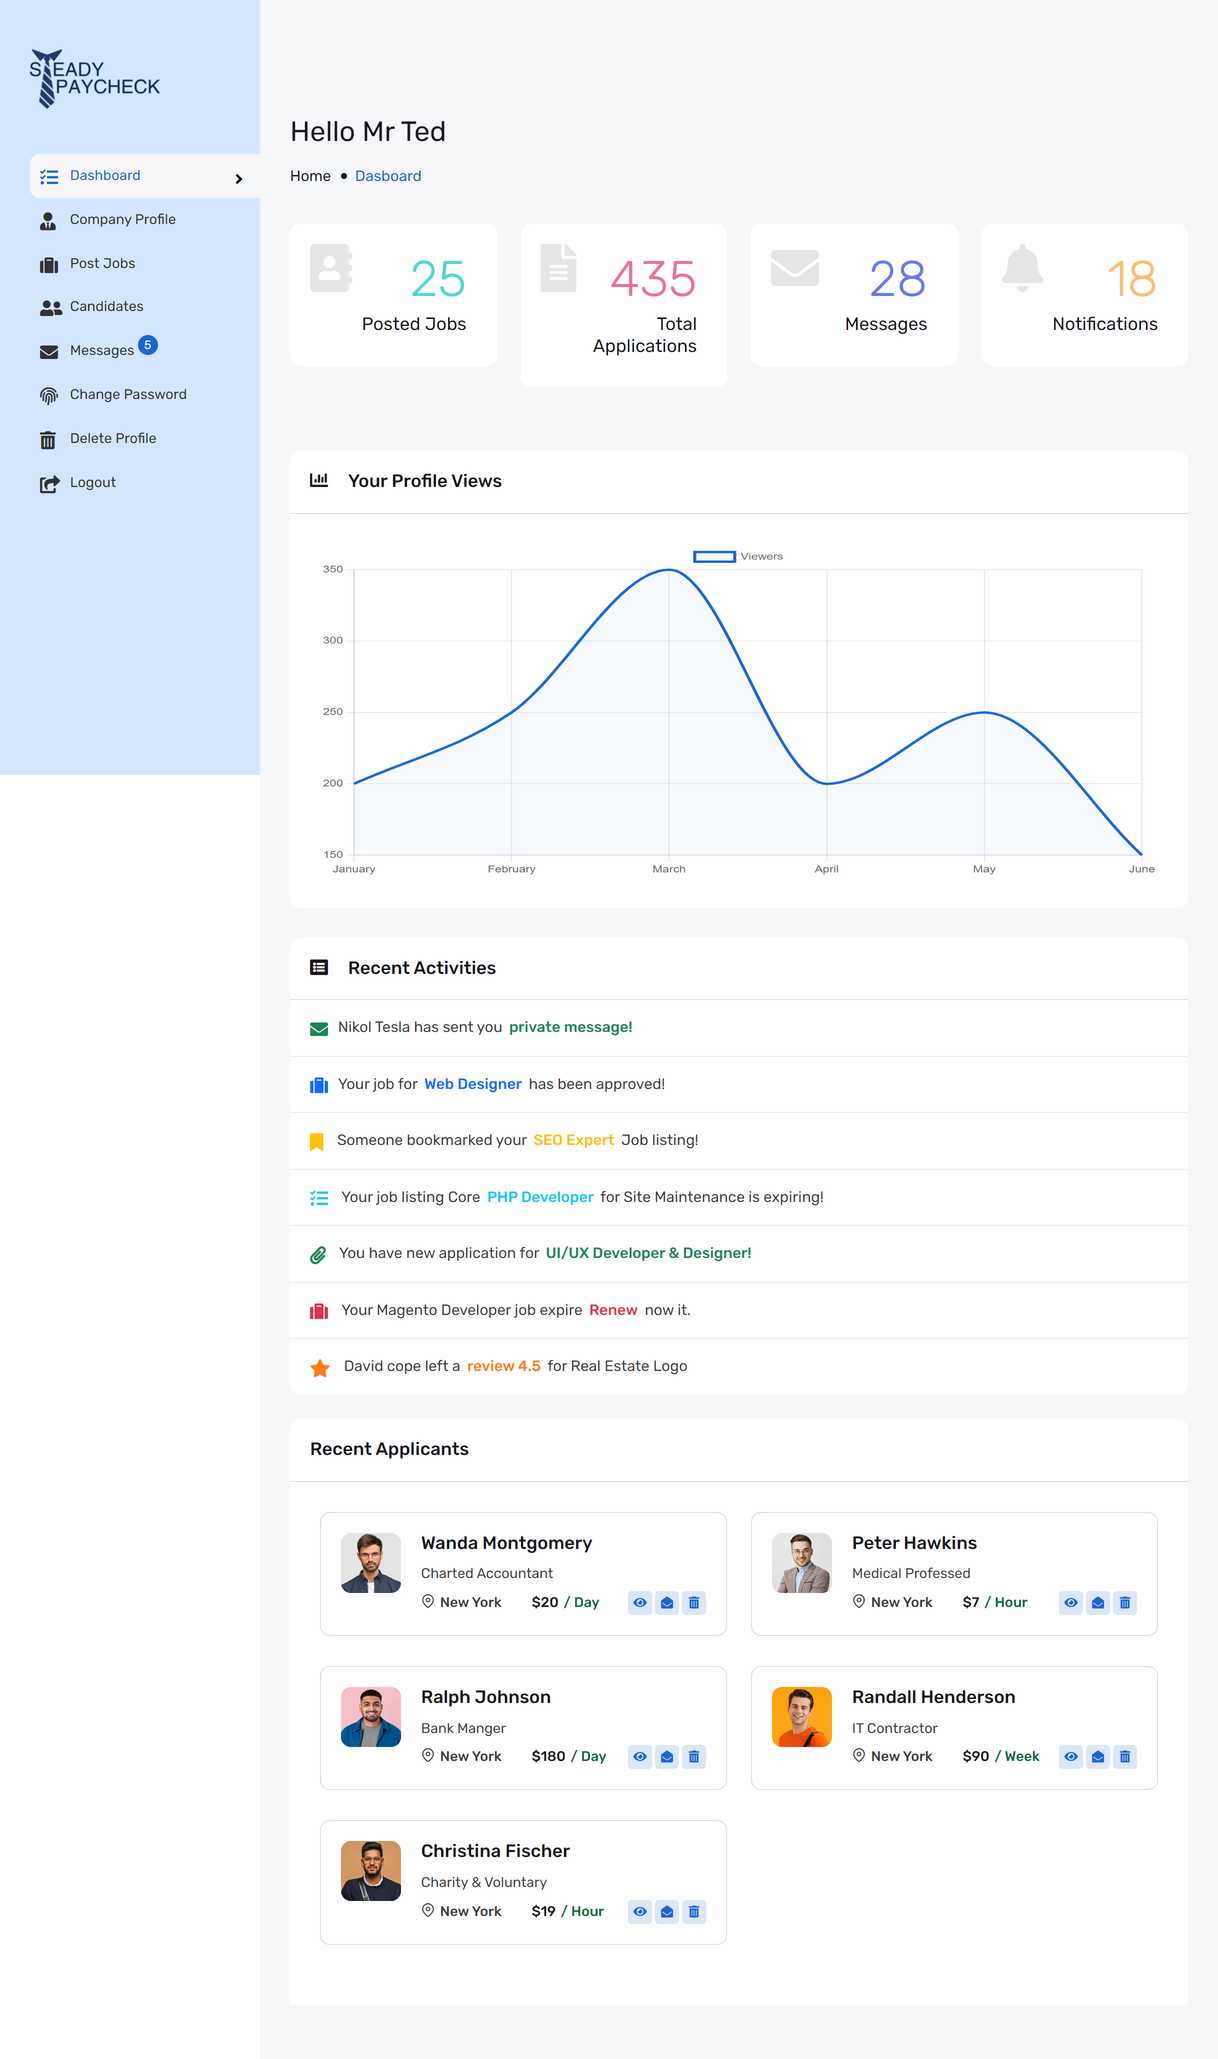 STEADY
PAYCHECK
Dashboard
Company Profile
Post Jobs
Candidates
Messages 5
Change Password
Delete Profile
Logout
Hello Mr Ted
Home • Dasboard
25
Posted Jobs
435
Total
Applications
28
Messages
18
Notifications
Your Profile Views
Viewers
350
300
250
200
150
January February March April May June
Recent Activities
Nikol Tesla has sent you private message!
Your job for Web Designer has been approved!
Someone bookmarked your SEO Expert Job listing!
Your job listing Core PHP Developer for Site Maintenance is expiring!
You have new application for UI/UX Developer & Designer!
Your Magento Developer job expire Renew now it.
David cope left a review 4.5 for Real Estate Logo
Recent Applicants
Wanda Montgomery
Charted Accountant
New York $20 / Day
Peter Hawkins
Medical Professed
New York $7 / Hour
Ralph Johnson
Bank Manger
New York $180 / Day
Randall Henderson
IT Contractor
New York $90 / Week
Christina Fischer
Charity & Voluntary
New York $19 / Hour